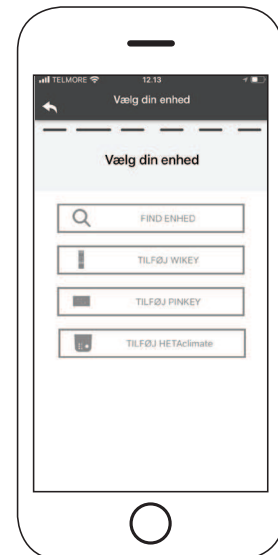 TELMORE 12.13
Vælg din enhed
Vælg din enhed
FIND ENHED
TILFØJ WIKEY
TILFØJ PINKEY
TILFØJ HETAclimate